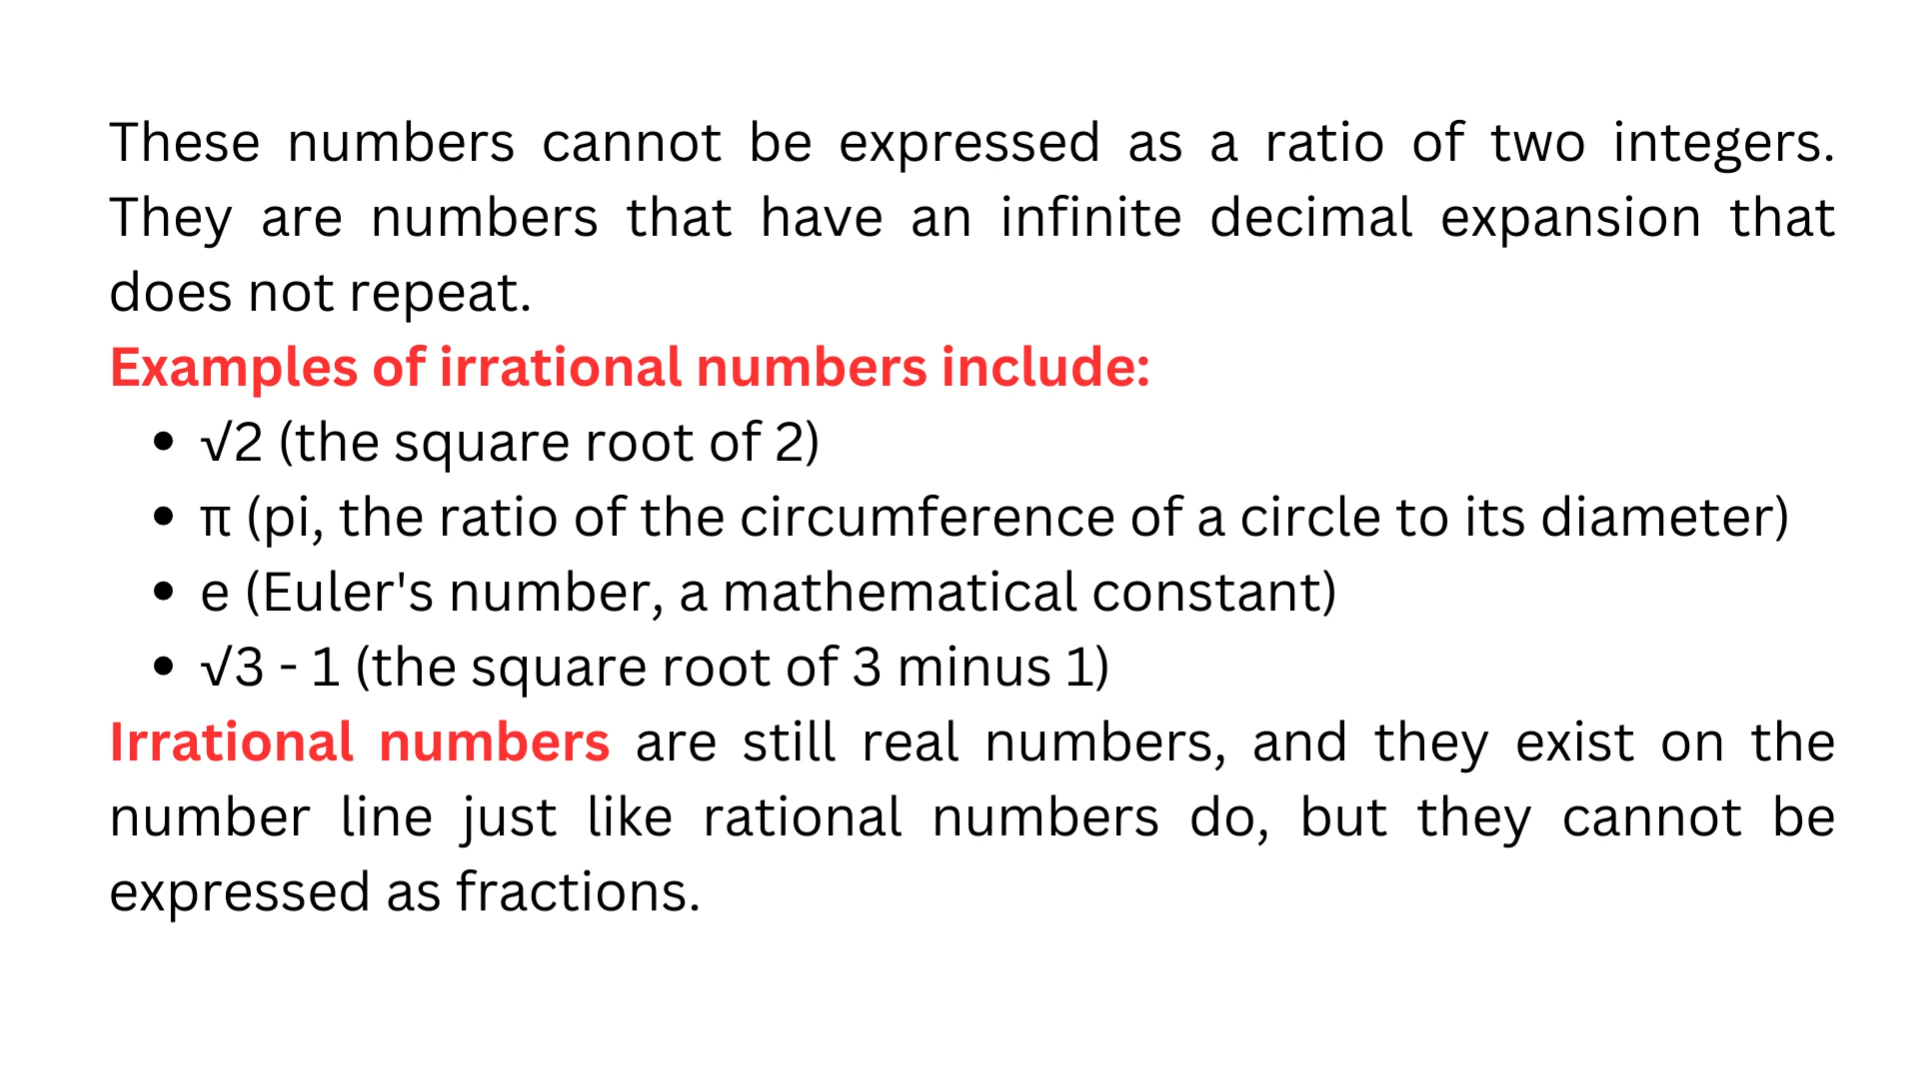 These numbers cannot be expressed as a ratio of two integers.
They are numbers that have an infinite decimal expansion that
does not repeat.
Examples of irrational numbers include:
• √2 (the square root of 2)
• π (pi, the ratio of the circumference of a circle to its diameter)
• e (Euler's number, a mathematical constant)
• √3 - 1 (the square root of 3 minus 1)
Irrational numbers are still real numbers, and they exist on the
number line just like rational numbers do, but they cannot be
expressed as fractions.